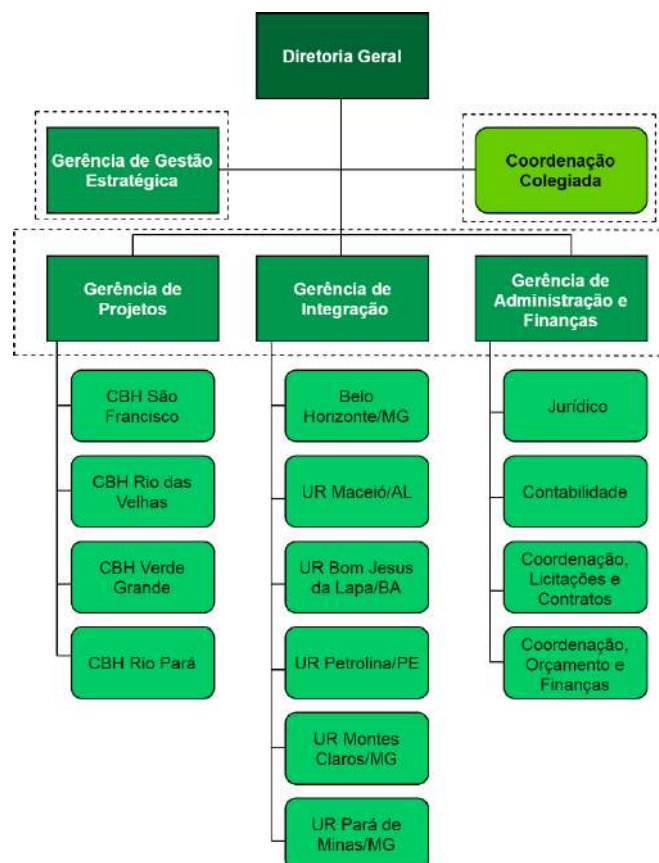 Diretoria Geral
Gerência de Gestão
Estratégica
Coordenação
Colegiada
Gerência de
Projetos
Gerência de
Integração
Gerência de
Administração e
Finanças
CBH São
Francisco
CBH Rio das
Velhas
CBH Verde
Grande
CBH Rio Pará
Belo
Horizonte/MG
UR Maceió/AL
UR Bom Jesus
da Lapa/BA
UR Petrolina/PE
UR Montes
Claros/MG
UR Pará de
Minas/MG
Jurídico
Contabilidade
Coordenação,
Licitações e
Contratos
Coordenação,
Orçamento e
Finanças